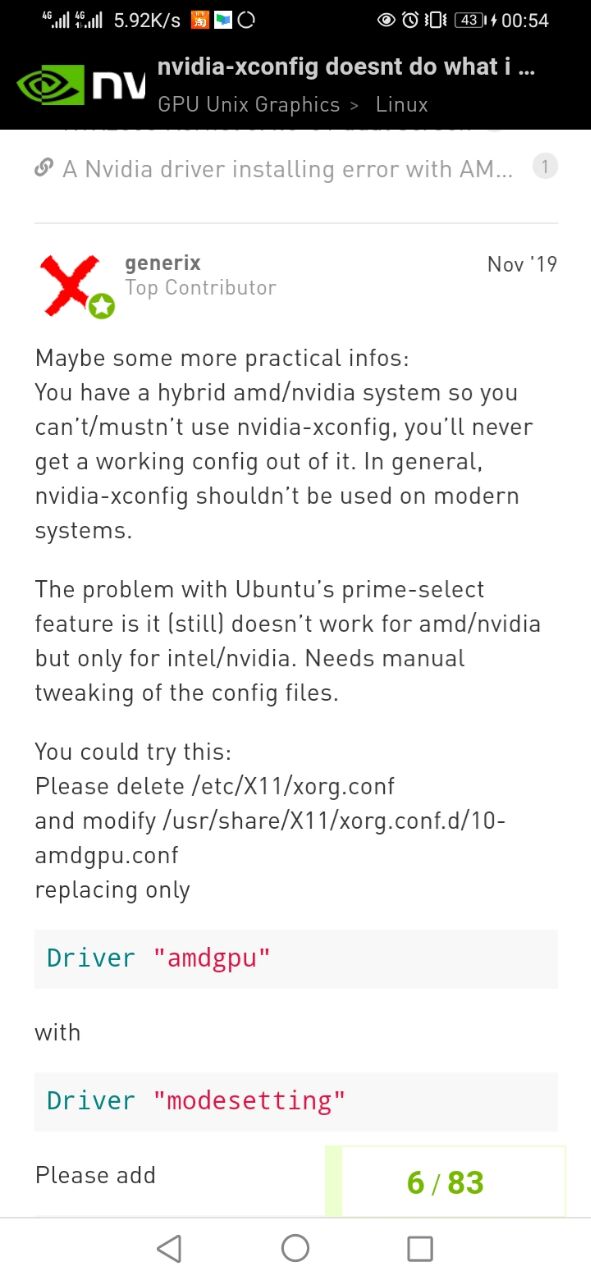 4G 4G 5.92K/s 43 00:54
nvidia-xconfig doesnt do what i ...
GPU Unix Graphics > Linux
A Nvidia driver installing error with AM... 1
generix Nov '19
Top Contributor
Maybe some more practical infos:
You have a hybrid amd/nvidia system so you
can't/mustn't use nvidia-xconfig, you'll never
get a working config out of it. In general,
nvidia-xconfig shouldn't be used on modern
systems.
The problem with Ubuntu's prime-select
feature is it (still) doesn't work for amd/nvidia
but only for intel/nvidia. Needs manual
tweaking of the config files.
You could try this:
Please delete /etc/X11/xorg.conf
and modify /usr/share/X11/xorg.conf.d/10-
amdgpu.conf
replacing only
Driver "amdgpu"
with
Driver "modesetting"
Please add
6 / 83